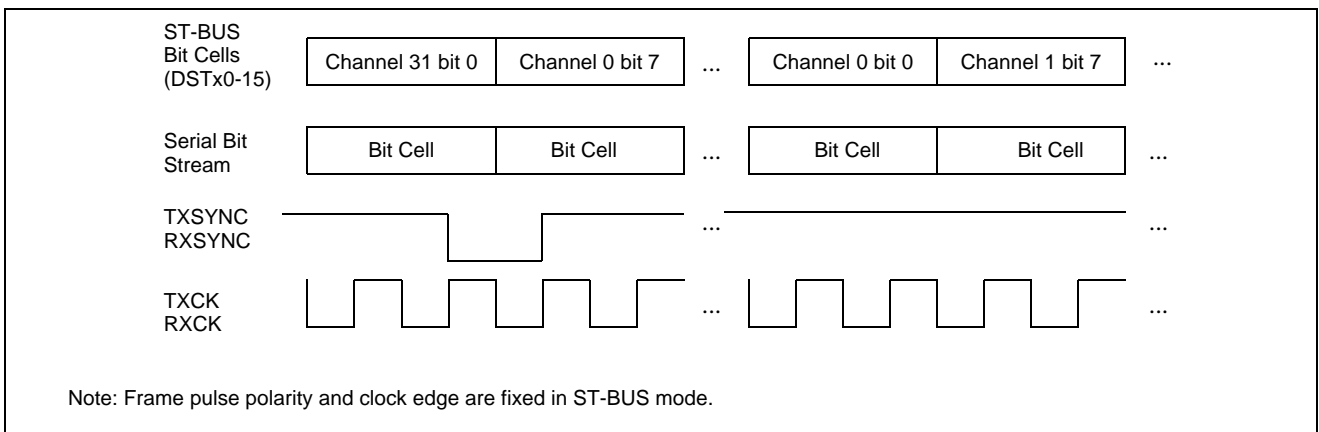 ST-BUS
Bit Cells
(DSTx0-15)
Channel 31 bit 0
Channel 0 bit 7
...
Channel 0 bit 0
Channel 1 bit 7
...
Serial Bit
Stream
Bit Cell
Bit Cell
...
Bit Cell
Bit Cell
...
TXSYNC
RXSYNC
...
...
TXCK
RXCK
...
...
Note: Frame pulse polarity and clock edge are fixed in ST-BUS mode.